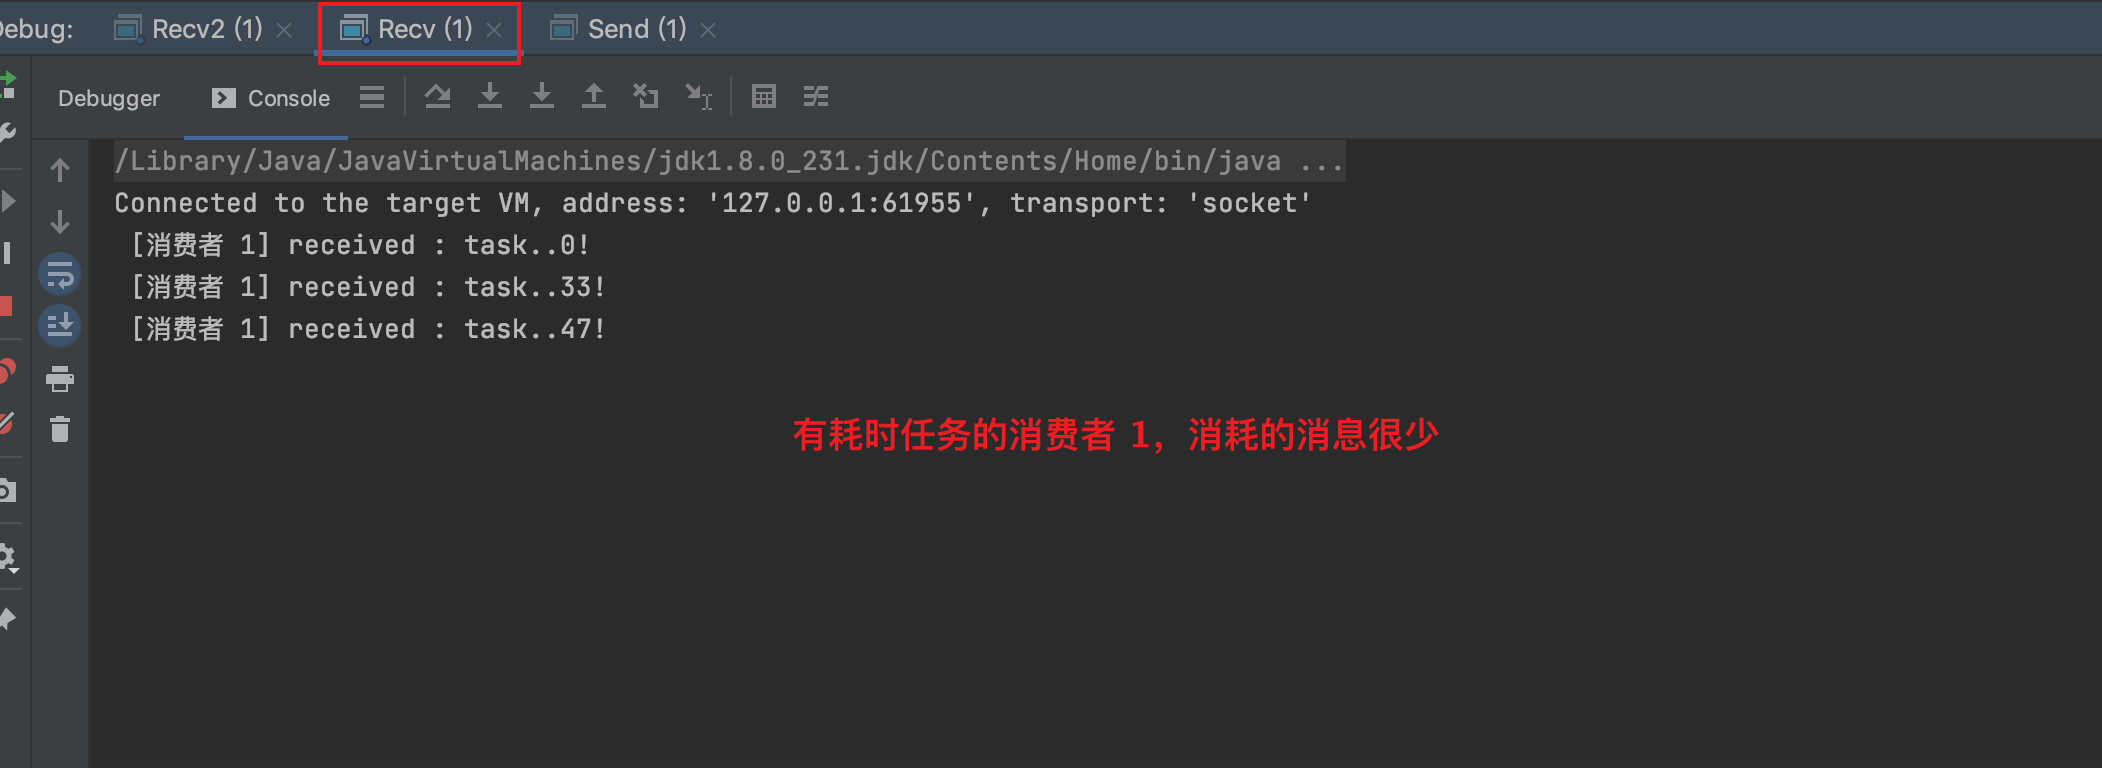 Debug:
Recv2 (1)
Recv (1)
Send (1)
Debugger
Console
/Library/Java/JavaVirtualMachines/jdk1.8.0_231.jdk/Contents/Home/bin/java ...
Connected to the target VM, address: '127.0.0.1:61955', transport: 'socket'
[消费者 1] received : task..0!
[消费者 1] received : task..33!
[消费者 1] received : task..47!
有耗时任务的消费者 1，消耗的消息很少